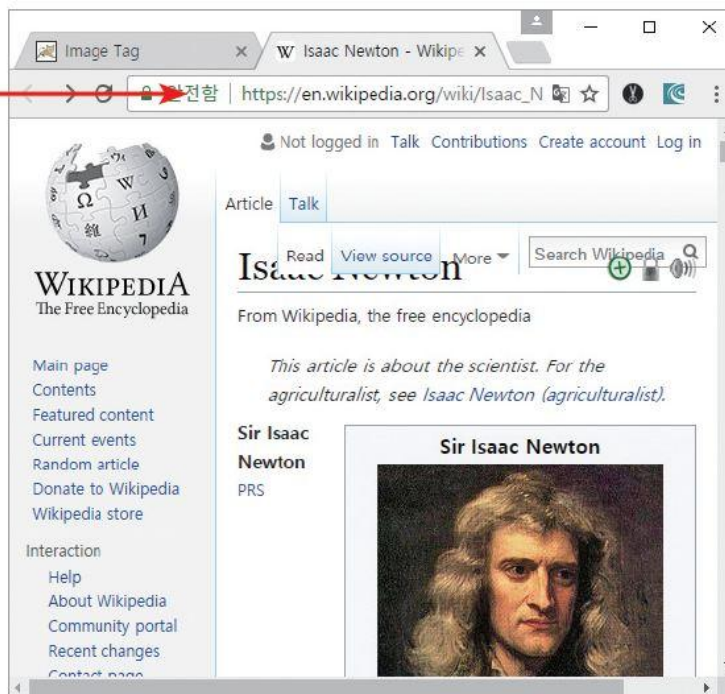 Image Tag
W Isaac Newton - Wikipe
안전함 https://en.wikipedia.org/wiki/Isaac_N
Not logged in Talk Contributions Create account Log in
Article Talk
Read View source More Search Wikipedia
Isaac Newton
WIKIPEDIA
The Free Encyclopedia
From Wikipedia, the free encyclopedia
This article is about the scientist. For the
agriculturalist, see Isaac Newton (agriculturalist).
Main page
Contents
Featured content
Current events
Random article
Donate to Wikipedia
Wikipedia store
Interaction
Help
About Wikipedia
Community portal
Recent changes
Contact page
Sir Isaac
Newton
PRS
Sir Isaac Newton